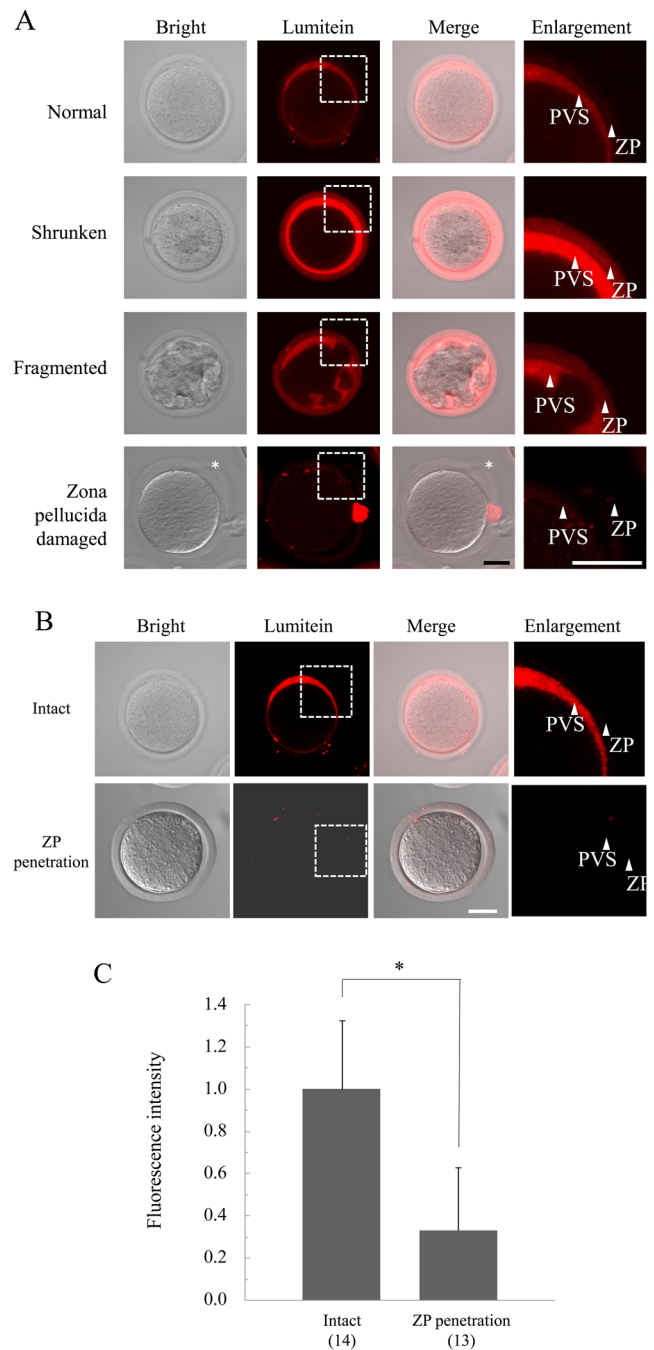 A
Bright Lumitein Merge Enlargement
Normal
PVS
ZP
Shrunken
PVS
ZP
Fragmented
PVS
ZP
*
*
Zona
pellucida
damaged
PVS
ZP
B
Bright Lumitein Merge Enlargement
Intact
PVS
ZP
ZP
penetration
PVS
ZP
C
*
Fluorescence intensity
1.4
1.2
1.0
0.8
0.6
0.4
0.2
0.0
Intact ZP penetration
(14) (13)